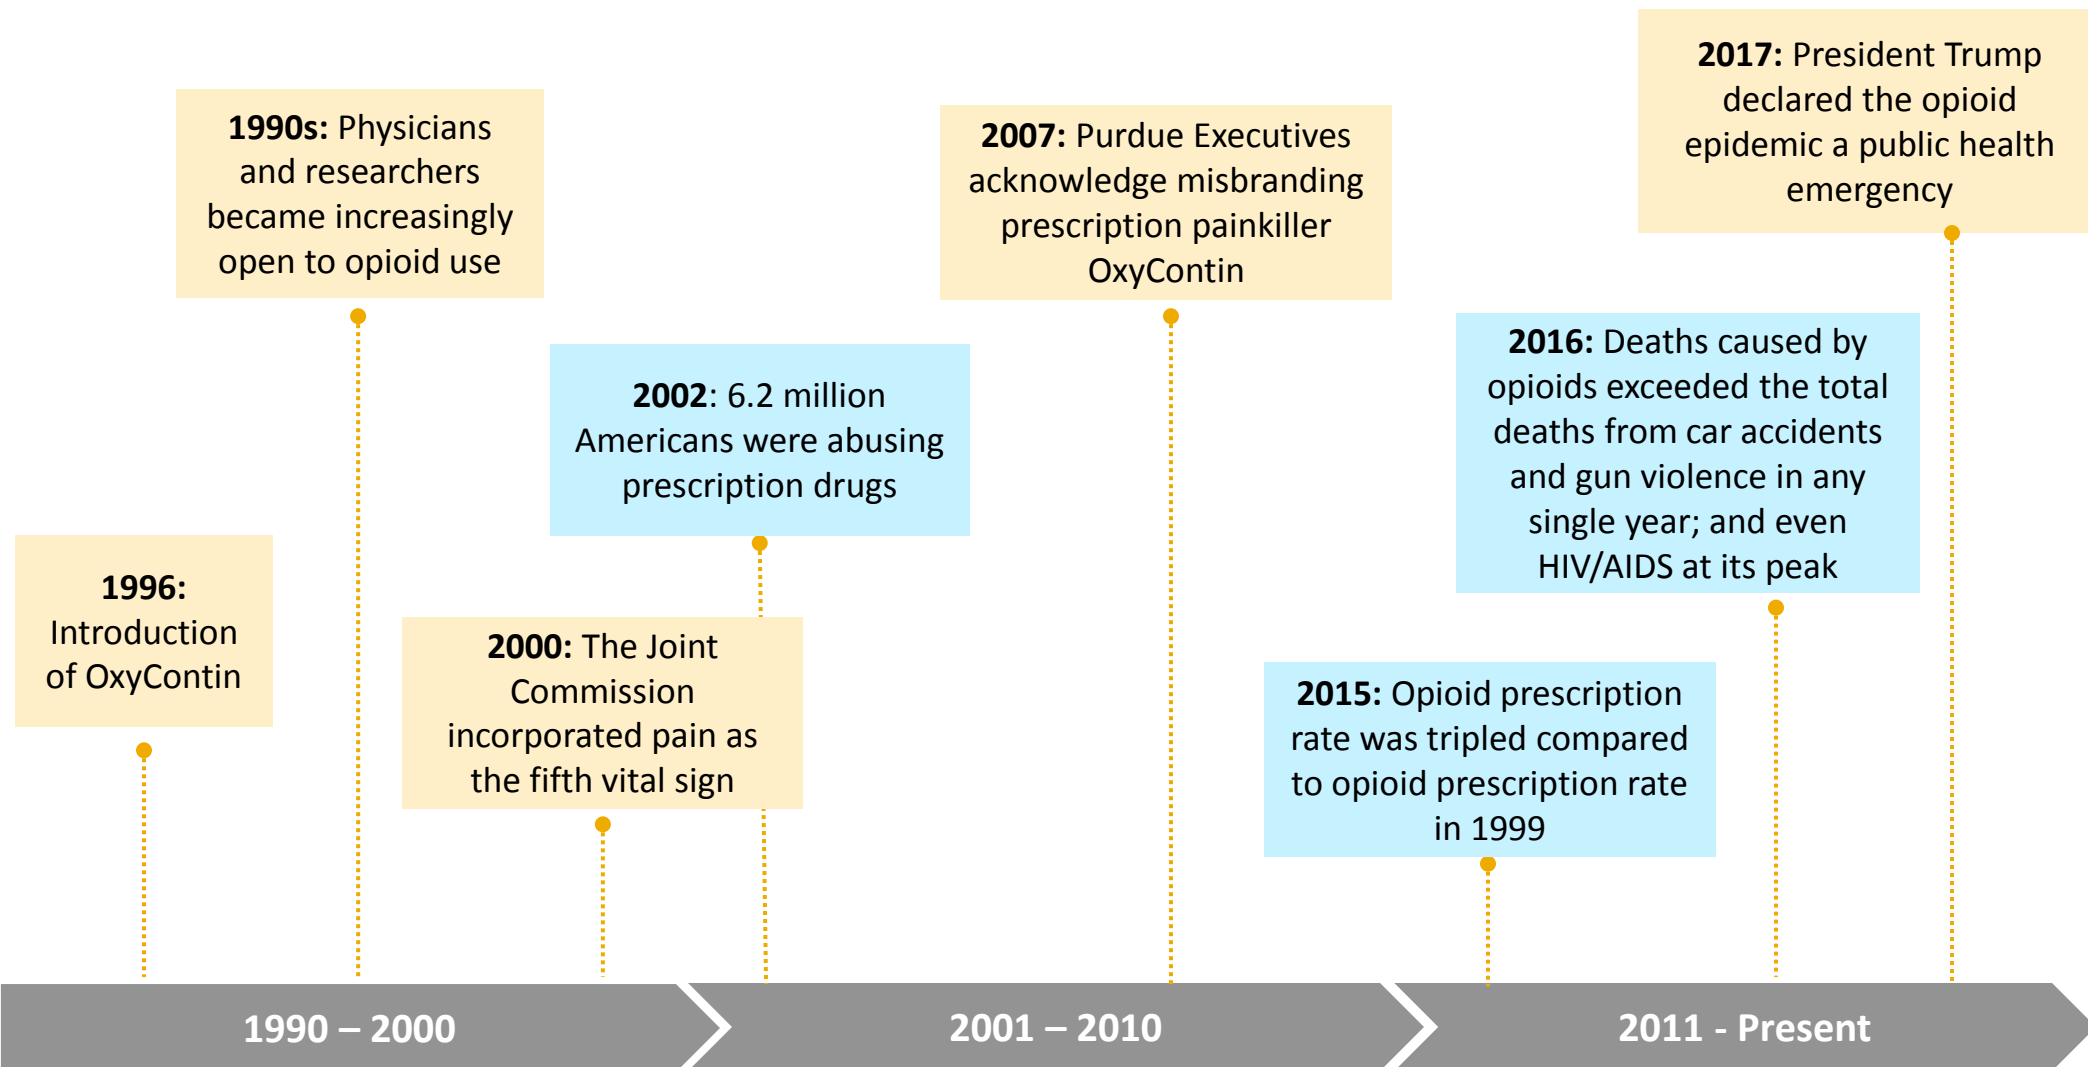 1996:
Introduction
of OxyContin
1990s: Physicians
and researchers
became increasingly
open to opioid use
2000: The Joint
Commission
incorporated pain as
the fifth vital sign
2002: 6.2 million
Americans were abusing
prescription drugs
2007: Purdue Executives
acknowledge misbranding
prescription painkiller
OxyContin
2015: Opioid prescription
rate was tripled compared
to opioid prescription rate
in 1999
2016: Deaths caused by
opioids exceeded the total
deaths from car accidents
and gun violence in any
single year; and even
HIV/AIDS at its peak
2017: President Trump
declared the opioid
epidemic a public health
emergency
1990 – 2000
2001 – 2010
2011 - Present